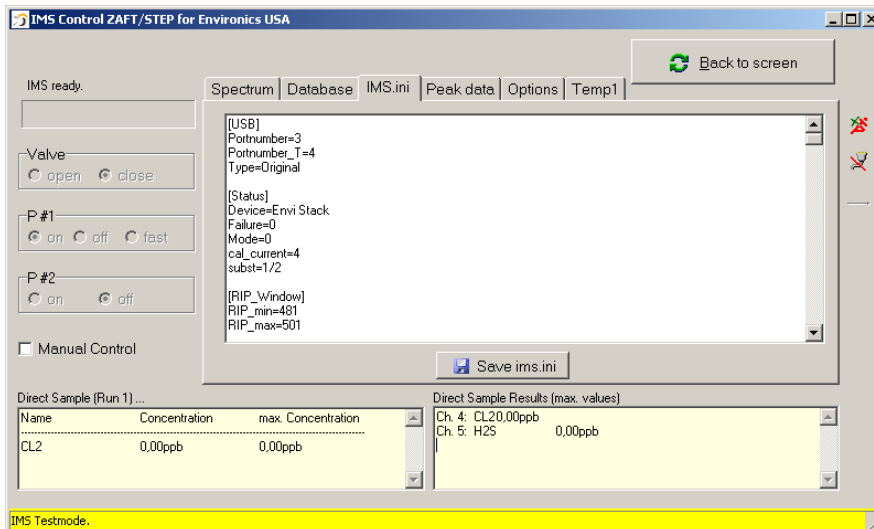 IMS Control ZAFT/STEP for Environics USA
Back to screen
IMS ready.
Spectrum Database IMS.ini Peak data Options Temp1
[USB]
Portnumber=3
Portnumber_T=4
Type=Original
[Status]
Device=Envi Stack
Failure=0
Mode=0
cal_current=4
subst=1/2
[RIP_Window]
RIP_min=481
RIP_max=501
Valve
open close
P #1
on off fast
P #2
on off
Manual Control
Save ims.ini
Direct Sample (Run 1) ...
Name Concentration max. Concentration
--------------------------------------------------------------------------------
CL2 0,00ppb 0,00ppb
Direct Sample Results (max. values)
Ch. 4: CL20,00ppb
Ch. 5: H2S 0,00ppb
IMS Testmode.